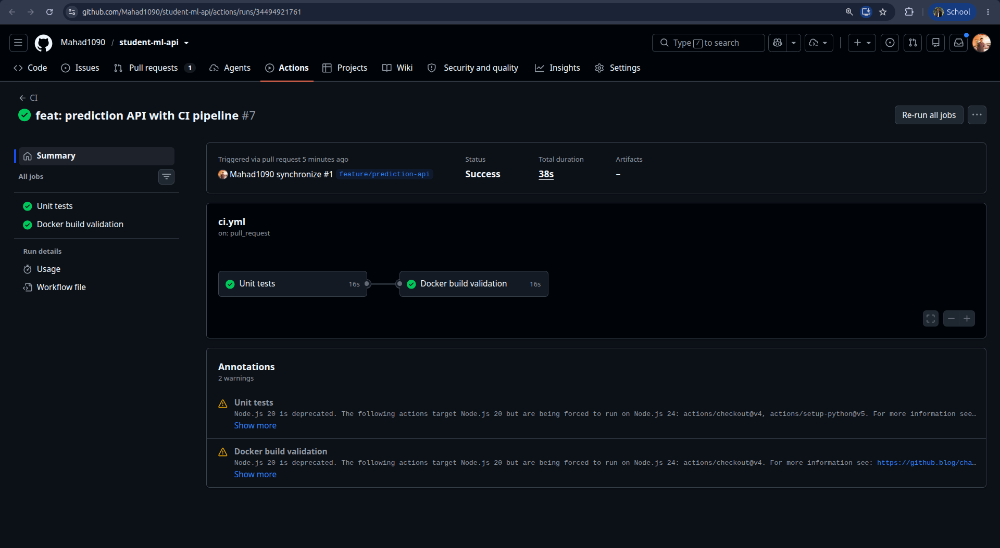 github.com/Mahad1090/student-ml-api/actions/runs/34494921761
School
Mahad1090 / student-ml-api
Type / to search
Code
Issues
Pull requests 1
Agents
Actions
Projects
Wiki
Security and quality
Insights
Settings
CI
feat: prediction API with CI pipeline #7
Re-run all jobs
Summary
All jobs
Unit tests
Docker build validation
Run details
Usage
Workflow file
Triggered via pull request 5 minutes ago
Mahad1090 synchronize #1 feature/prediction-api
Status
Success
Total duration
38s
Artifacts
–
ci.yml
on: pull_request
Unit tests 16s
Docker build validation 16s
Annotations
2 warnings
Unit tests
Node.js 20 is deprecated. The following actions target Node.js 20 but are being forced to run on Node.js 24: actions/checkout@v4, actions/setup-python@v5. For more information see…
Show more
Docker build validation
Node.js 20 is deprecated. The following actions target Node.js 20 but are being forced to run on Node.js 24: actions/checkout@v4. For more information see: https://github.blog/cha…
Show more